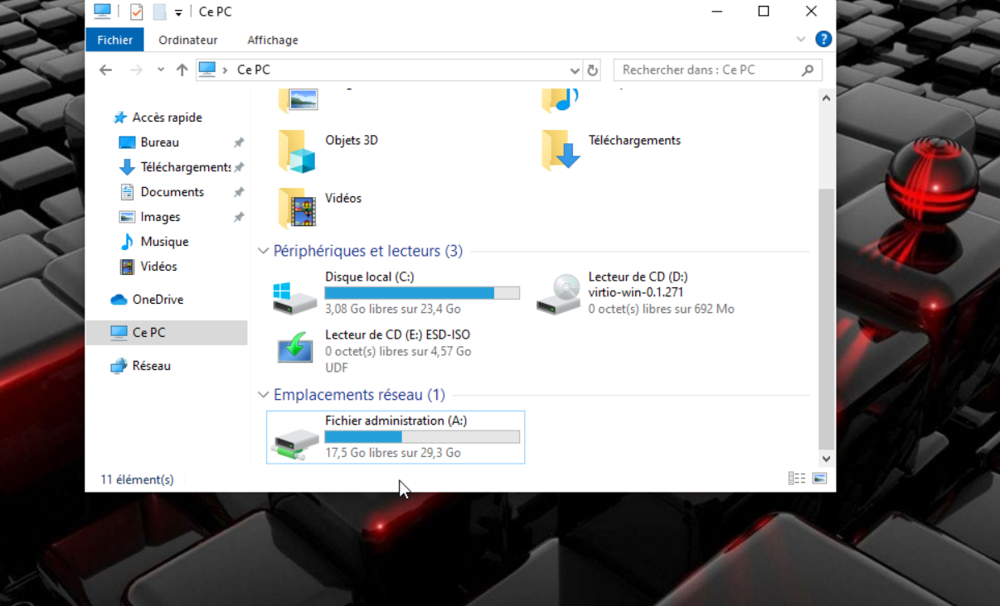 Ce PC
Fichier Ordinateur Affichage
Ce PC
Rechercher dans : Ce PC
Accès rapide
Bureau
Téléchargements
Documents
Images
Musique
Vidéos
OneDrive
Ce PC
Réseau
Objets 3D
Téléchargements
Vidéos
Périphériques et lecteurs (3)
Disque local (C:)
3,08 Go libres sur 23,4 Go
Lecteur de CD (D:)
virtio-win-0.1.271
0 octet(s) libres sur 692 Mo
Lecteur de CD (E:) ESD-ISO
0 octet(s) libres sur 4,57 Go
UDF
Emplacements réseau (1)
Fichier administration (A:)
17,5 Go libres sur 29,3 Go
11 élément(s)